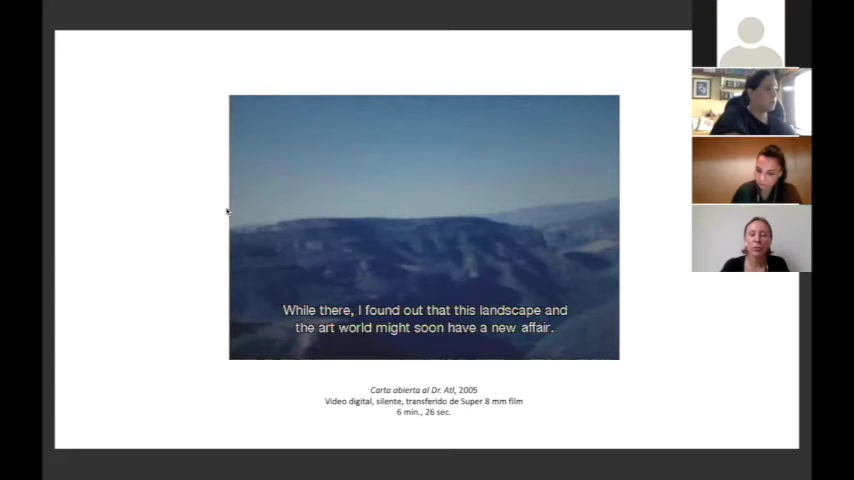 While there, I found out that this landscape and
the art world might soon have a new affair.
Carta abierta al Dr. Atl, 2005
Video digital, silente, transferido de Super 8 mm film
6 min., 26 sec.